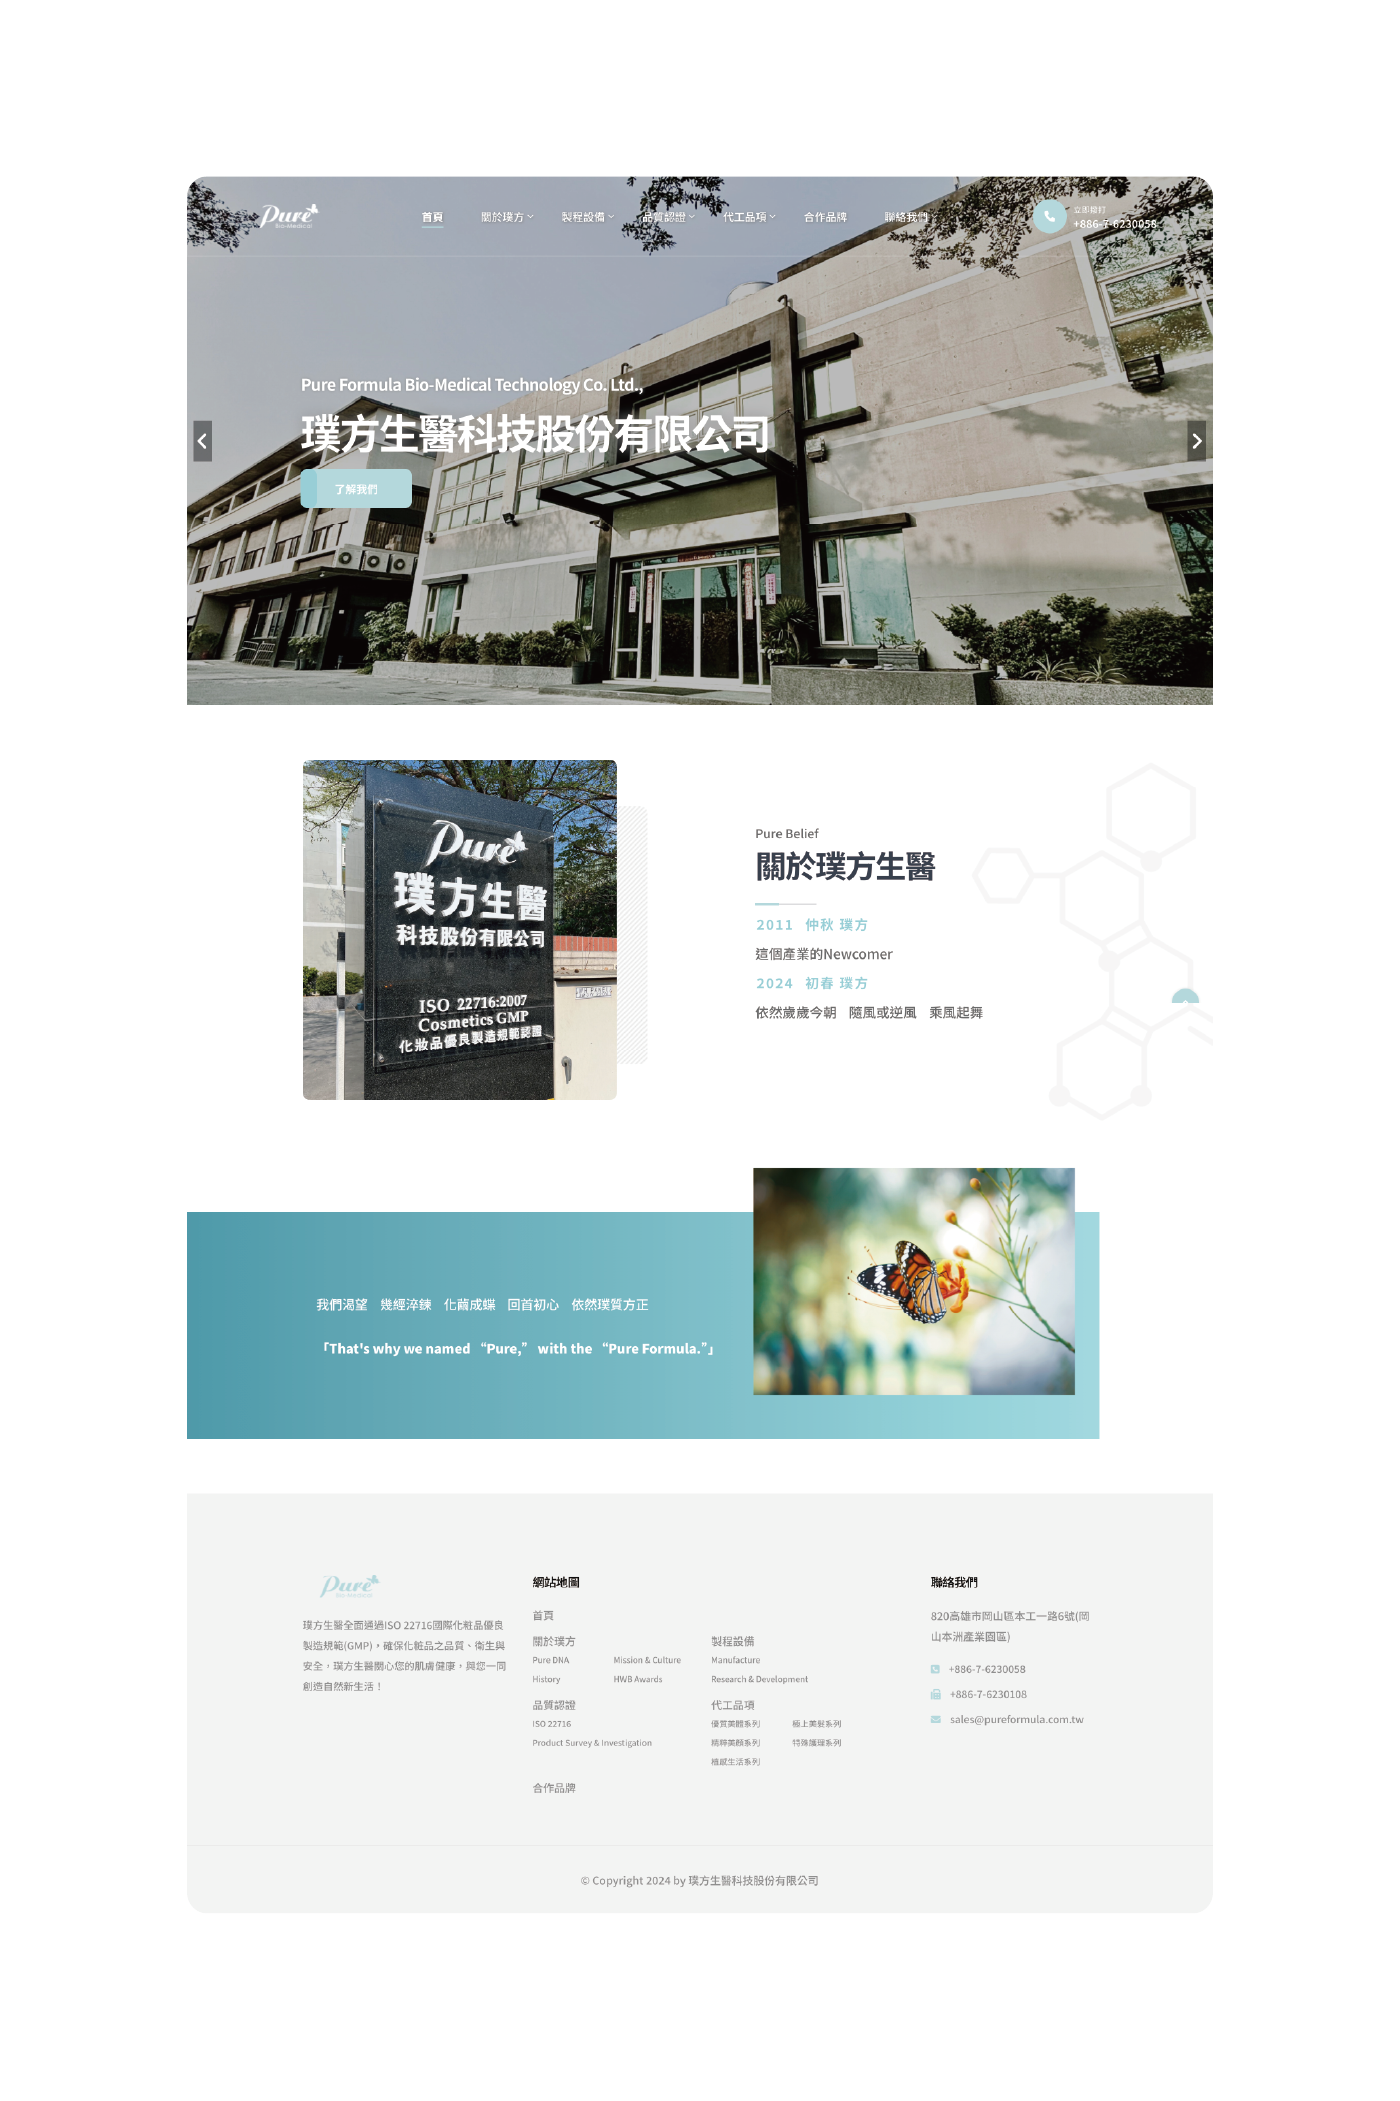 Pure
Bio-Medical
首頁
關於璞方
製程設備
品質認證
代工品項
合作品牌
聯絡我們
立即撥打
+886-7-6230058
Pure Formula Bio-Medical Technology Co. Ltd.,
璞方生醫科技股份有限公司
了解我們
Pure
璞方生醫
科技股份有限公司
ISO 22716:2007
Cosmetics GMP
化妝品優良製造規範認證
Pure Belief
關於璞方生醫
2011 仲秋 璞方
這個產業的Newcomer
2024 初春 璞方
依然歲歲今朝 隨風或逆風 乘風起舞
我們渴望 幾經淬鍊 化繭成蝶 回首初心 依然璞質方正
「That's why we named “Pure,” with the “Pure Formula.”」
Pure
Bio-Medical
璞方生醫全面通過ISO 22716國際化粧品優良
製造規範(GMP)，確保化粧品之品質、衛生與
安全，璞方生醫關心您的肌膚健康，與您一同
創造自然新生活！
網站地圖
首頁
關於璞方
Pure DNA
Mission & Culture
History
HWB Awards
品質認證
ISO 22716
Product Survey & Investigation
合作品牌
製程設備
Manufacture
Research & Development
代工品項
優質美體系列
極上美髮系列
精粹美顏系列
特殊護理系列
植感生活系列
聯絡我們
820高雄市岡山區本工一路6號(岡
山本洲產業園區)
+886-7-6230058
+886-7-6230108
sales@pureformula.com.tw
© Copyright 2024 by 璞方生醫科技股份有限公司